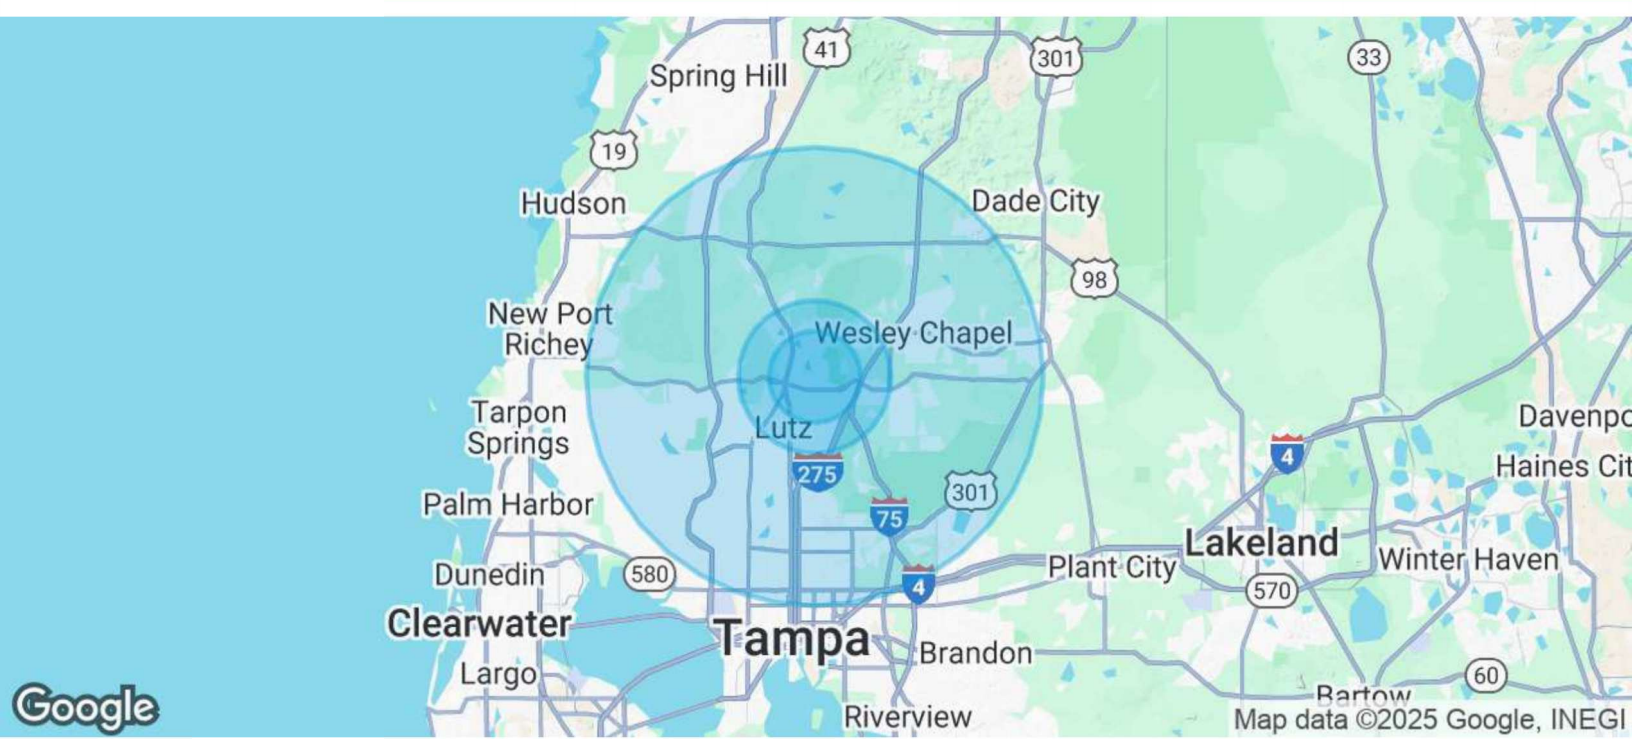 41
301
33
Spring Hill
19
Hudson
Dade City
98
New Port
Richey
Wesley Chapel
Tarpon
Springs
Lutz
Davenpo
4
Haines Cit
275
301
75
Palm Harbor
Lakeland
Winter Haven
Dunedin
580
4
Plant City
570
Clearwater
Tampa
Brandon
Largo
60
Bartow
Google
Riverview
Map data ©2025 Google, INEGI